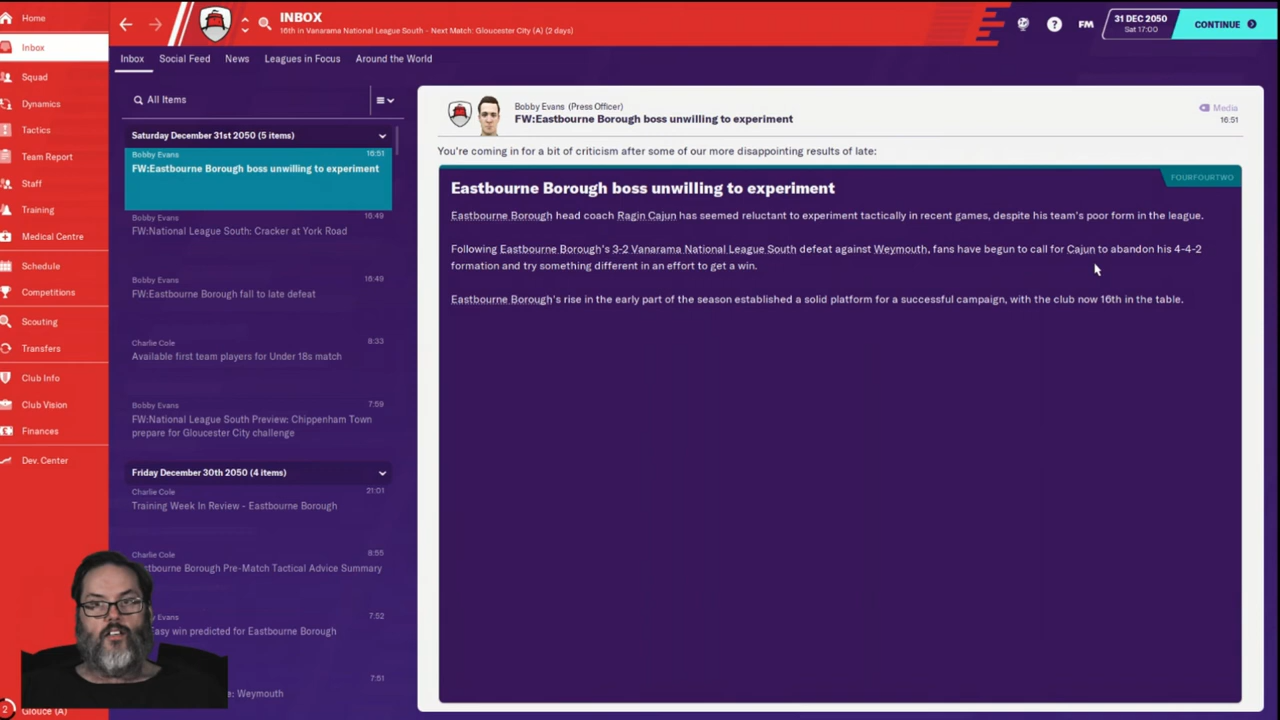 Home
Inbox
Squad
Dynamics
Tactics
Team Report
Staff
Training
Medical Centre
Schedule
Competitions
Scouting
Transfers
Club Info
Club Vision
Finances
Dev. Center
2
Glouce (A)
INBOX
16th in Vanarama National League South - Next Match: Gloucester City (A) (2 days)
?
FM
31 DEC 2050
Sat 17:00
CONTINUE
Inbox Social Feed News Leagues in Focus Around the World
All Items
Saturday December 31st 2050 (5 items)
Bobby Evans 16:51
FW:Eastbourne Borough boss unwilling to experiment
Bobby Evans 16:49
FW:National League South: Cracker at York Road
Bobby Evans 16:49
FW:Eastbourne Borough fall to late defeat
Charlie Cole 8:33
Available first team players for Under 18s match
Bobby Evans 7:59
FW:National League South Preview: Chippenham Town
prepare for Gloucester City challenge
Friday December 30th 2050 (4 items)
Charlie Cole 21:01
Training Week In Review - Eastbourne Borough
Charlie Cole 8:55
stbourne Borough Pre-Match Tactical Advice Summary
y Evans 7:52
Easy win predicted for Eastbourne Borough
7:51
e: Weymouth
Bobby Evans (Press Officer)
FW:Eastbourne Borough boss unwilling to experiment
Media
16:51
You're coming in for a bit of criticism after some of our more disappointing results of late:
FOURFOURTWO
Eastbourne Borough boss unwilling to experiment
Eastbourne Borough head coach Ragin Cajun has seemed reluctant to experiment tactically in recent games, despite his team's poor form in the league.
Following Eastbourne Borough's 3-2 Vanarama National League South defeat against Weymouth, fans have begun to call for Cajun to abandon his 4-4-2
formation and try something different in an effort to get a win.
Eastbourne Borough's rise in the early part of the season established a solid platform for a successful campaign, with the club now 16th in the table.